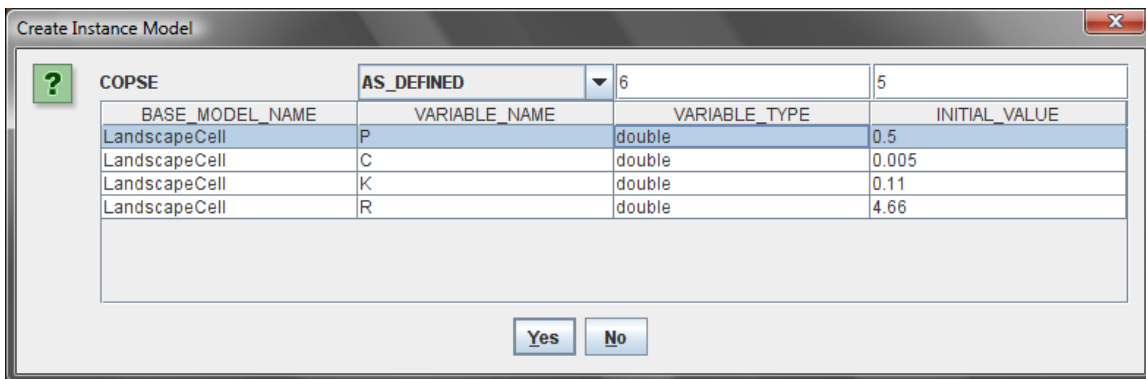 Create Instance Model
x
?
COPSE AS_DEFINED 6 5
BASE_MODEL_NAME VARIABLE_NAME VARIABLE_TYPE INITIAL_VALUE
LandscapeCell P double 0.5
LandscapeCell C double 0.005
LandscapeCell K double 0.11
LandscapeCell R double 4.66
Yes No